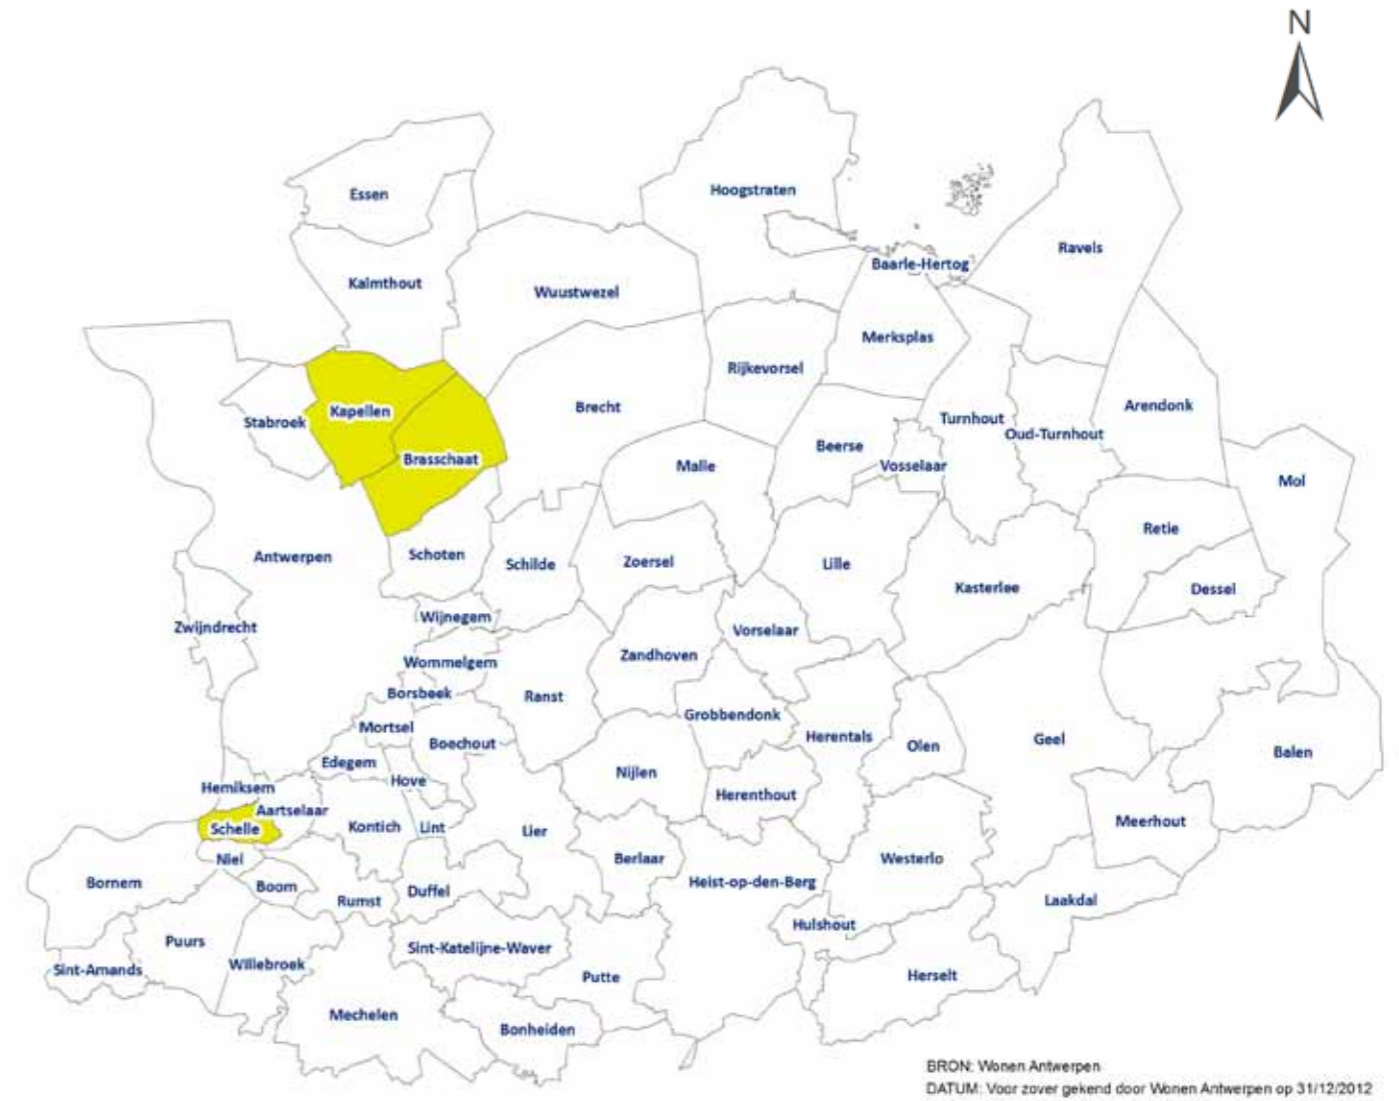 N
Essen
Hoogstraten
Ravels
Baarle-Hertog
Kalmthout
Wuustwezel
Merksplas
Rijkevorsel
Kapellen
Stabroek
Brecht
Arendonk
Turnhout
Oud-Turnhout
Beerse
Vosselaar
Brasschaat
Malle
Mol
Retie
Antwerpen
Schoten
Schilde
Zoersel
Lille
Kasterlee
Dessel
Wijnegem
Zwijndrecht
Vorselaar
Zandhoven
Wommelgem
Borsbeek
Ranst
Grobbendonk
Mortsel
Boechout
Herentals
Olen
Geel
Balen
Edegem
Hove
Nijlen
Hemiksem
Herenthout
Aartselaar
Schelle
Kontich
Lint
Lier
Meerhout
Niel
Berlaar
Westerlo
Bornem
Boom
Rumst
Duffel
Heist-op-den-Berg
Laakdal
Hulshout
Puurs
Sint-Katelijne-Waver
Willebroek
Sint-Amands
Putte
Herselt
Mechelen
Bonheiden
BRON: Wonen Antwerpen
DATUM: Voor zover gekend door Wonen Antwerpen op 31/12/2012